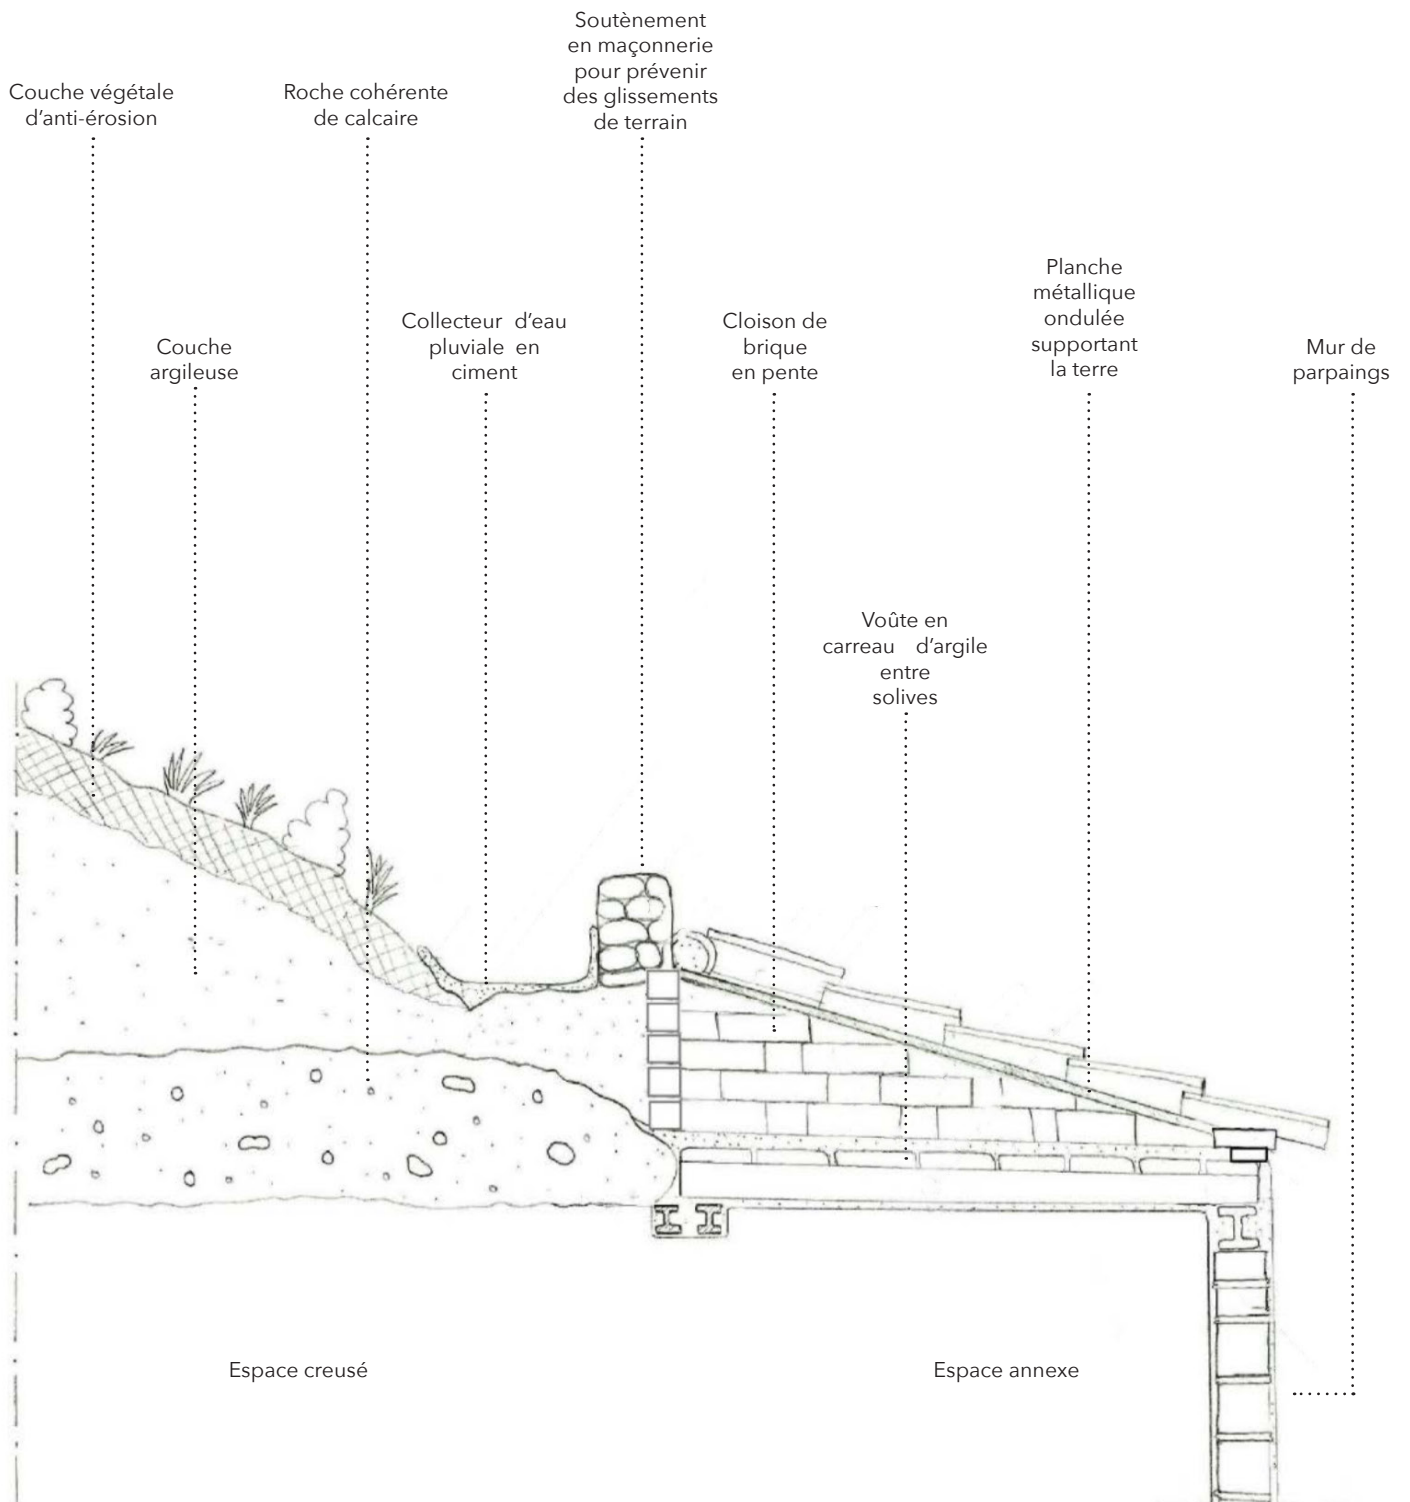 Soutènement
en maçonnerie
pour prévenir
des glissements
de terrain
Couche végétale
d'anti-érosion
Roche cohérente
de calcaire
Planche
métallique
ondulée
supportant
la terre
Collecteur d'eau
pluviale en
ciment
Cloison de
brique
en pente
Couche
argileuse
Mur de
parpaings
Voûte en
carreau d'argile
entre
solives
Espace creusé
Espace annexe